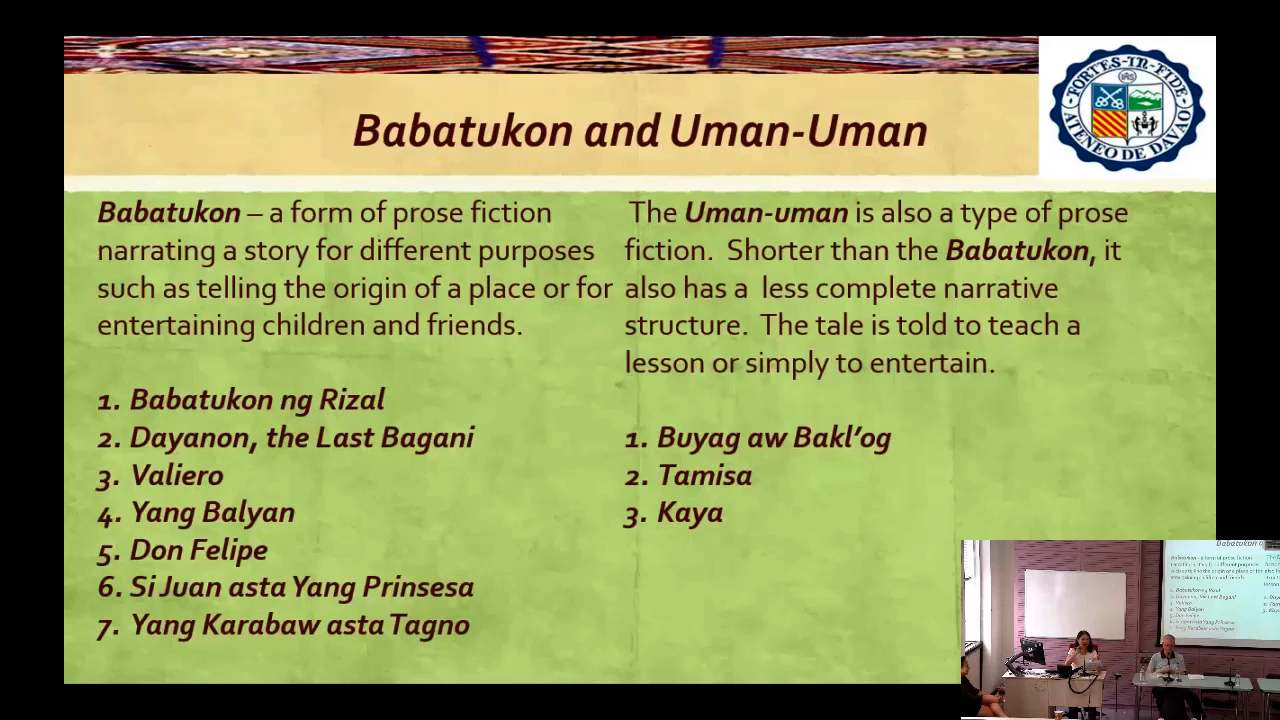 Babatukon and Uman-Uman
FORTES-IN-FIDE
IHS
ATENEO DE DAVAO
Babatukon – a form of prose fiction
narrating a story for different purposes
such as telling the origin of a place or for
entertaining children and friends.
1. Babatukon ng Rizal
2. Dayanon, the Last Bagani
3. Valiero
4. Yang Balyan
5. Don Felipe
6. Si Juan asta Yang Prinsesa
7. Yang Karabaw asta Tagno
The Uman-uman is also a type of prose
fiction. Shorter than the Babatukon, it
also has a less complete narrative
structure. The tale is told to teach a
lesson or simply to entertain.
1. Buyag aw Bakl’og
2. Tamisa
3. Kaya